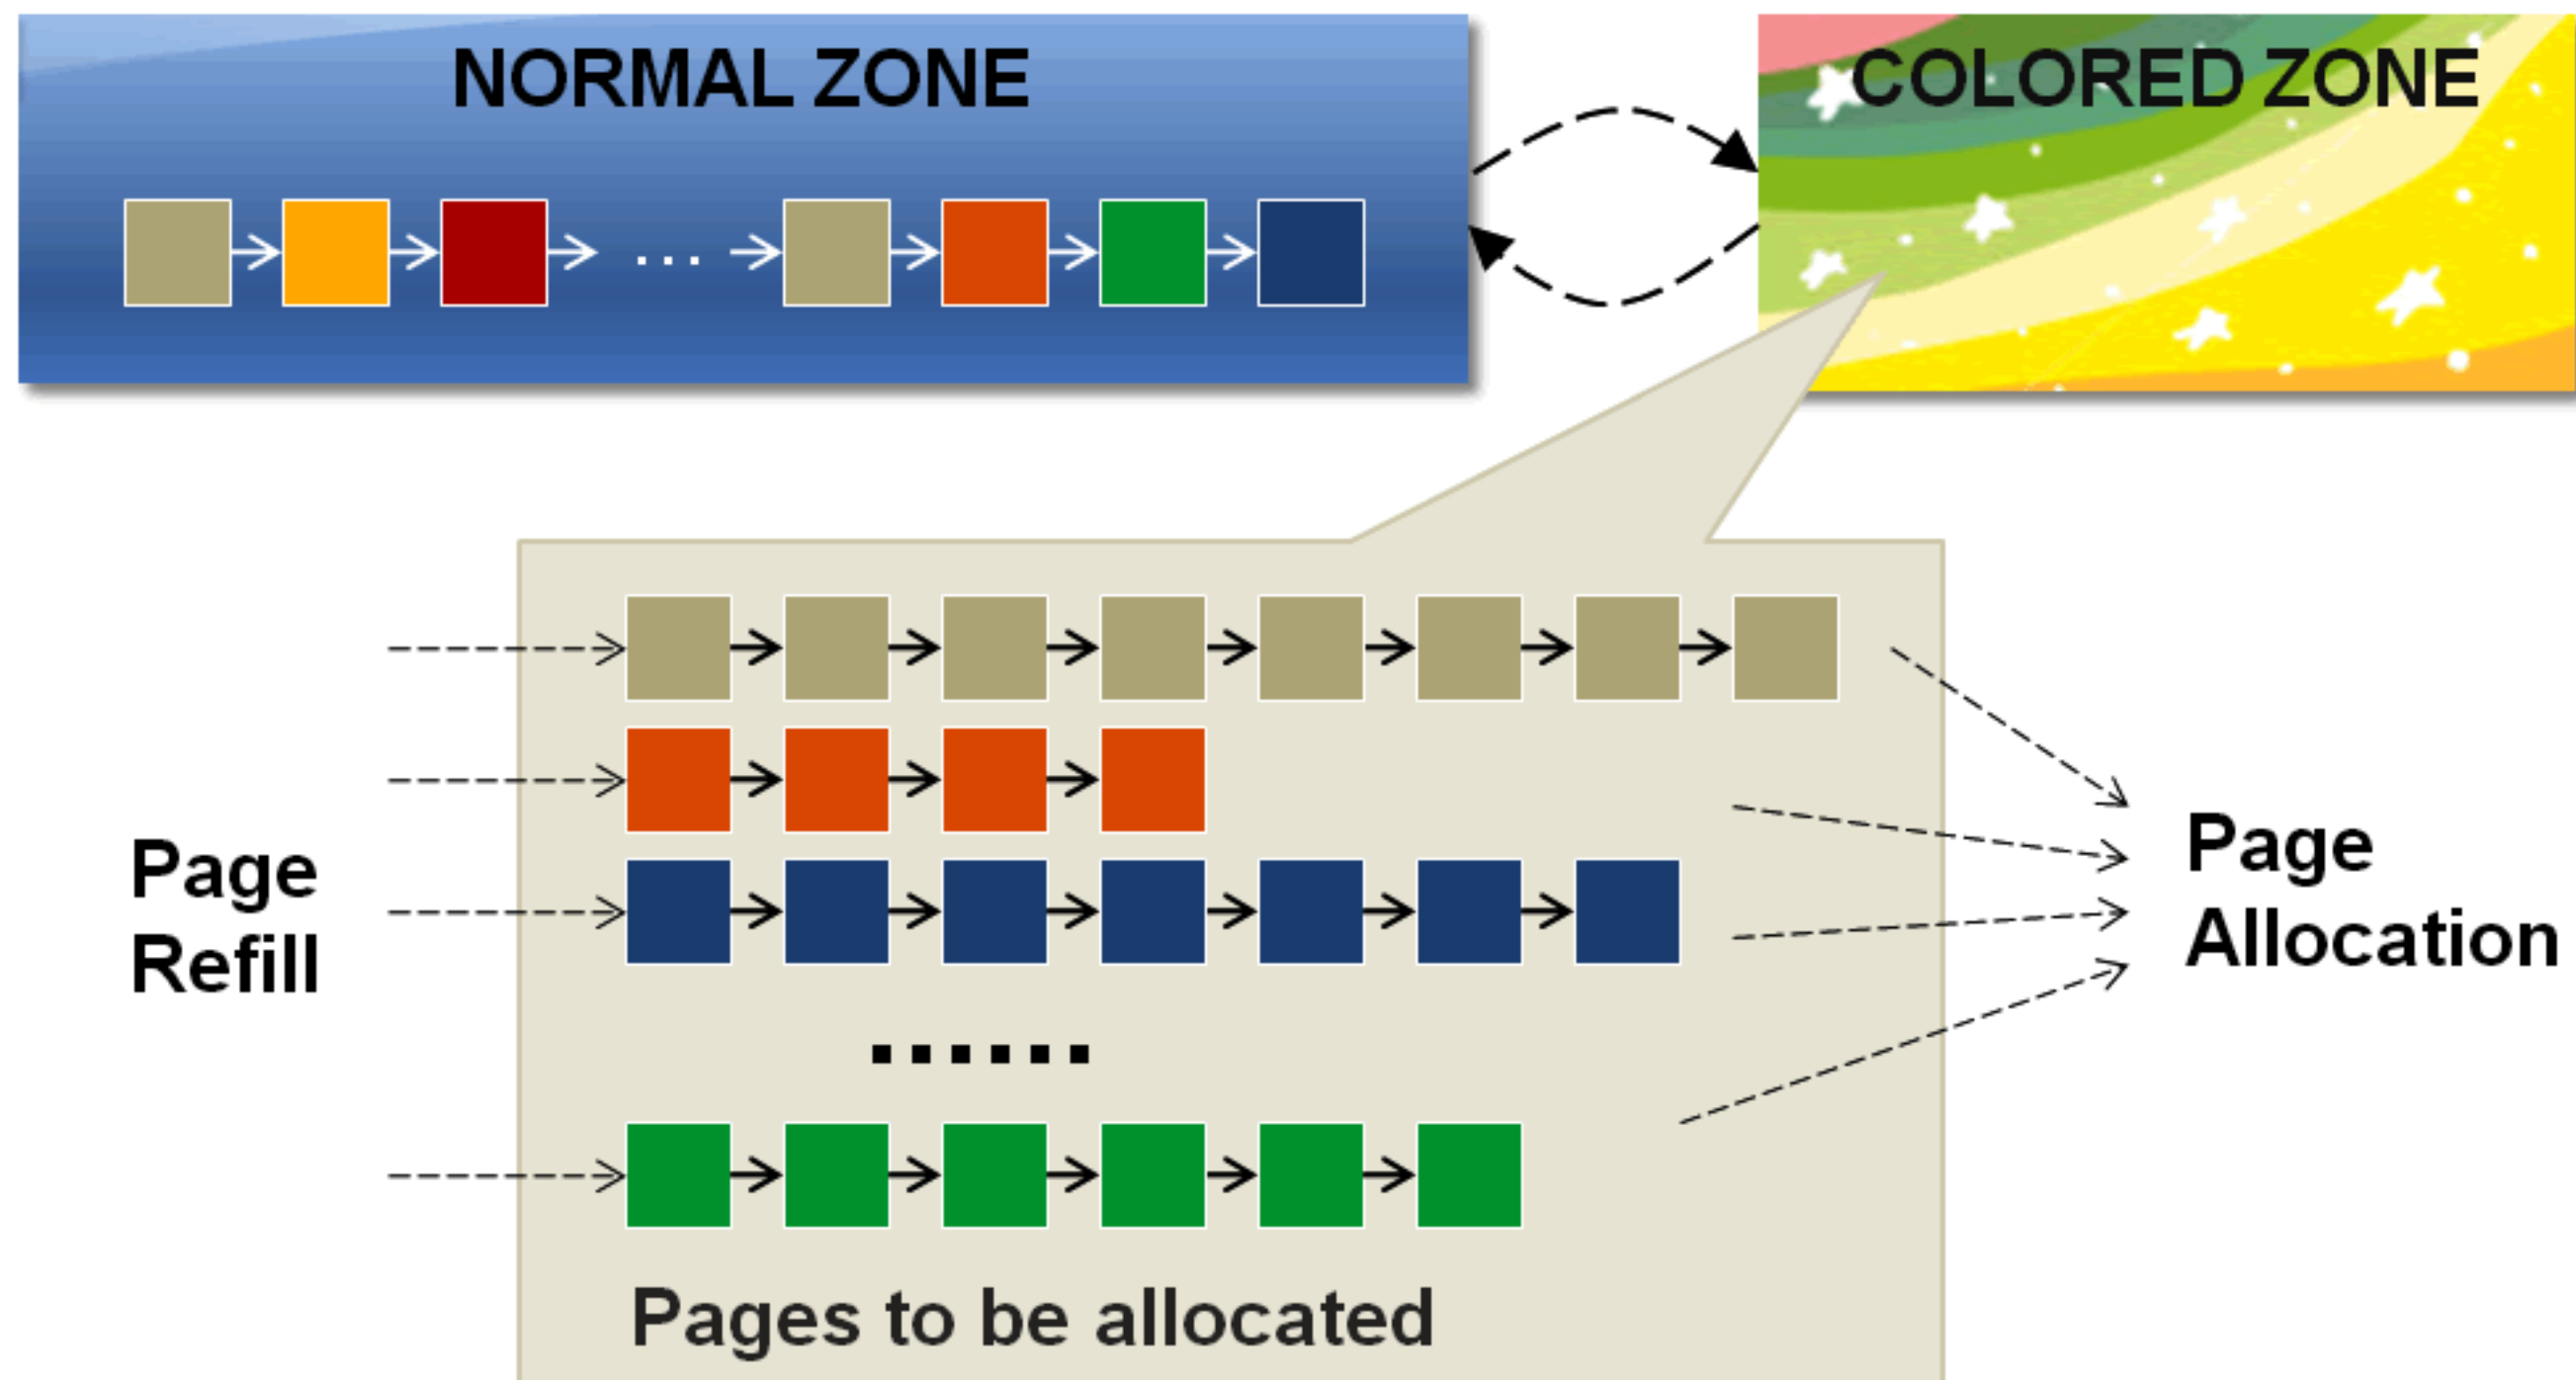 NORMAL ZONE
COLORED ZONE
...
Page
Refill
Page
Allocation
......
Pages to be allocated